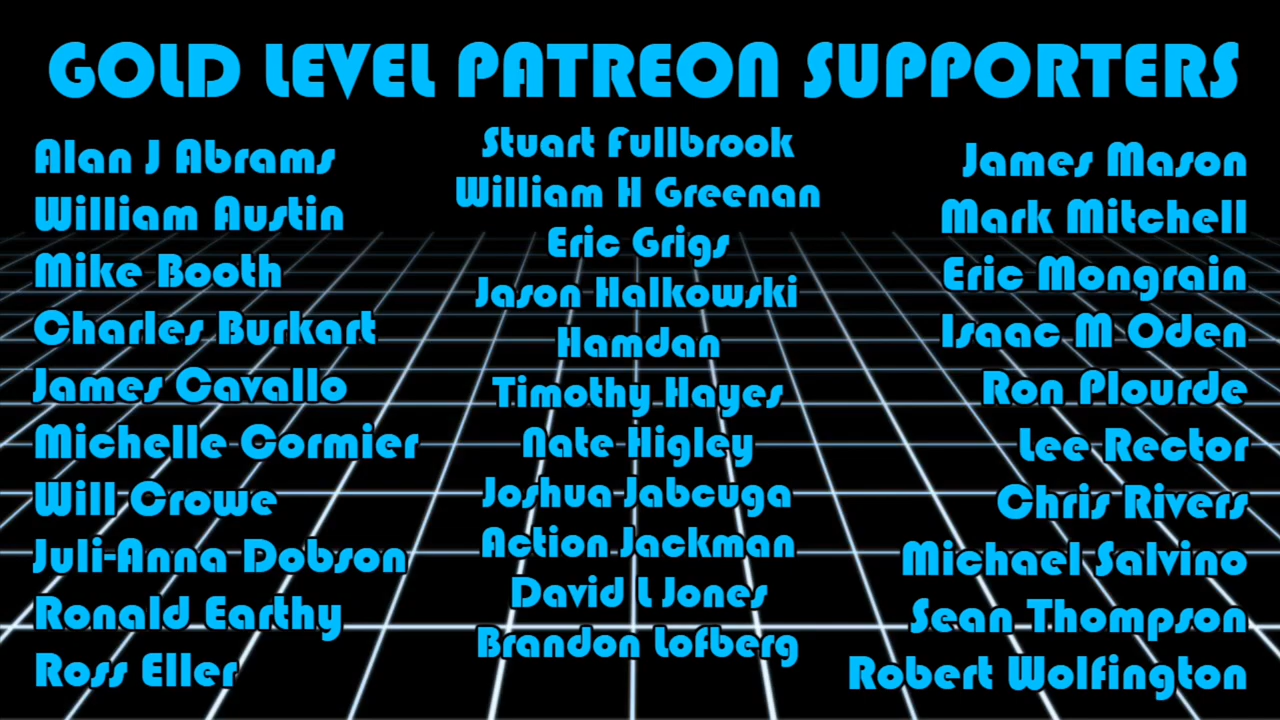 GOLD LEVEL PATREON SUPPORTERS
Alan J Abrams
William Austin
Mike Booth
Charles Burkart
James Cavallo
Michelle Cormier
Will Crowe
Juli-Anna Dobson
Ronald Earthy
Ross Eller
Stuart Fullbrook
William H Greenan
Eric Grigs
Jason Halkowski
Hamdan
Timothy Hayes
Nate Higley
Joshua Jabcuga
Action Jackman
David L Jones
Brandon Lofberg
James Mason
Mark Mitchell
Eric Mongrain
Isaac M Oden
Ron Plourde
Lee Rector
Chris Rivers
Michael Salvino
Sean Thompson
Robert Wolfington